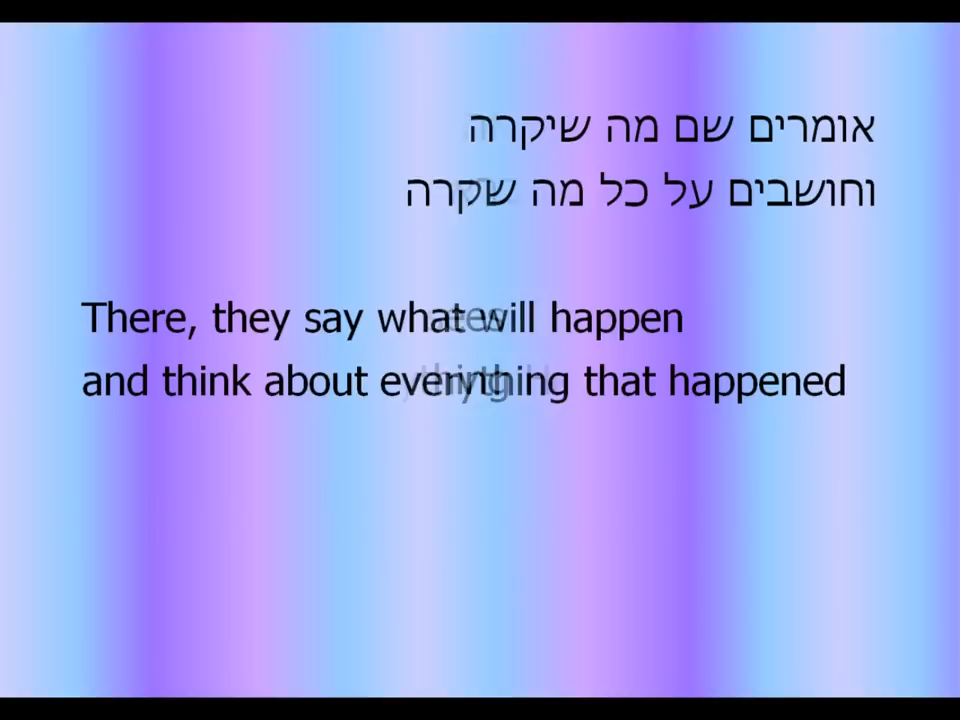 אומרים שם מה שיקרה
וחושבים על כל מה שקרה
There, they say what will happen
and think about everything that happened